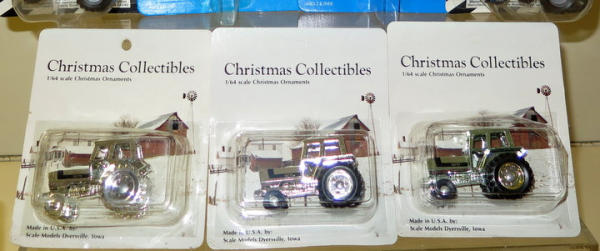 Christmas Collectibles
1/64 scale Christmas Ornaments
Made in U.S.A. by:
Scale Models Dyersville, Iowa
Christmas Collectibles
1/64 scale Christmas Ornaments
Made in U.S.A. by:
Scale Models Dyersville, Iowa
Christmas Collectibles
1/64 scale Christmas Ornaments
Made in U.S.A. by:
Scale Models Dyersville, Iowa